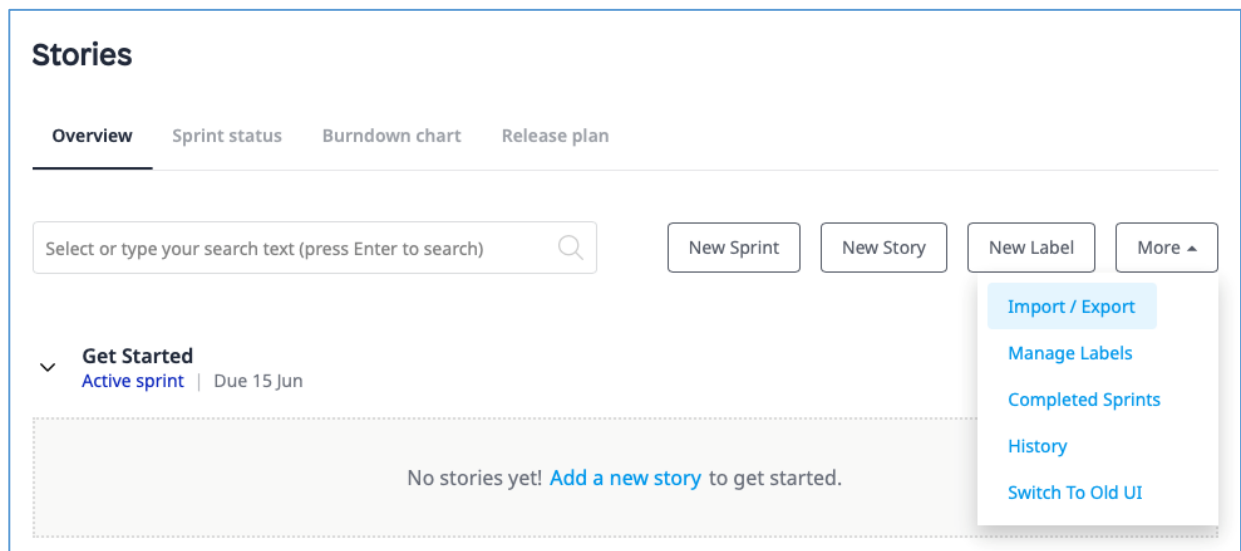 Stories
Overview Sprint status Burndown chart Release plan
Select or type your search text (press Enter to search) New Sprint New Story New Label More
Import / Export
Manage Labels
Get Started
Active sprint | Due 15 Jun
Completed Sprints
History
No stories yet! Add a new story to get started.
Switch To Old UI